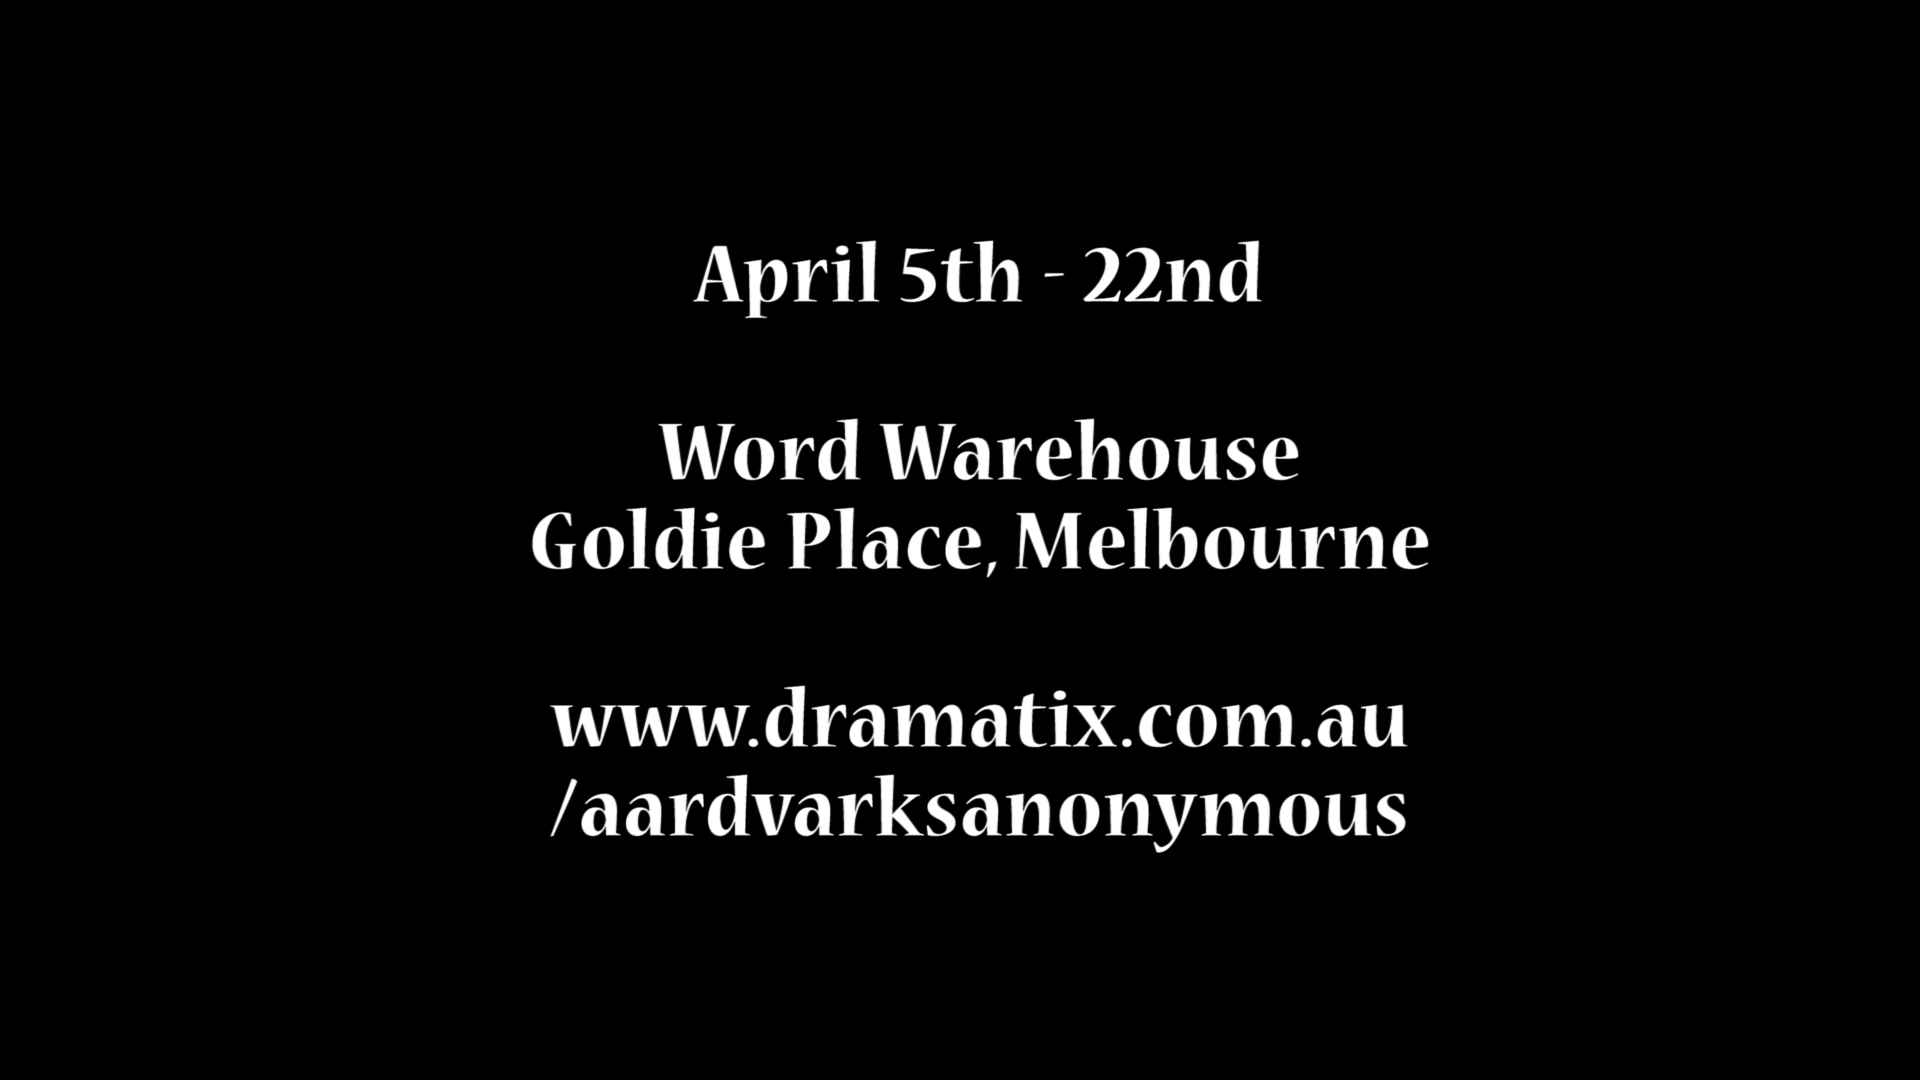 April 5th - 22nd
Word Warehouse
Goldie Place, Melbourne
www.dramatix.com.au
/aardvarksanonymous